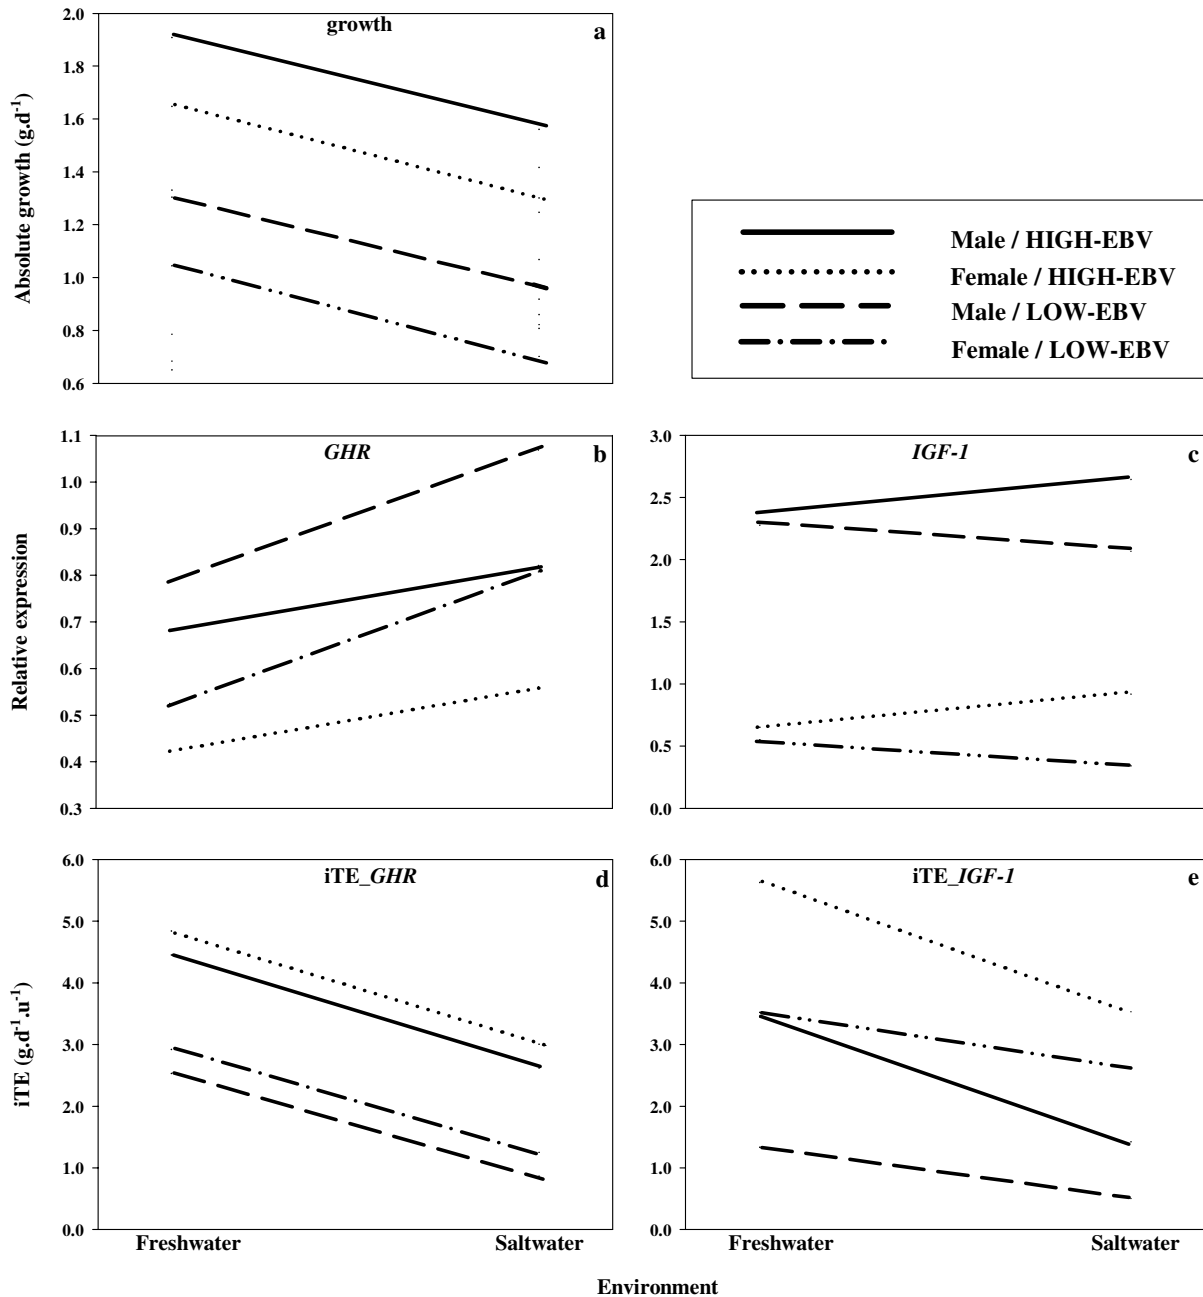 growth a
Absolute growth (g.d-1)
2.0
1.8
1.6
1.4
1.2
1.0
0.8
0.6
Male / HIGH-EBV
Female / HIGH-EBV
Male / LOW-EBV
Female / LOW-EBV
GHR b
Relative expression
1.1
1.0
0.9
0.8
0.7
0.6
0.5
0.4
0.3
IGF-1 c
3.0
2.5
2.0
1.5
1.0
0.5
0.0
iTE_GHR d
iTE (g.d-1.u-1)
6.0
5.0
4.0
3.0
2.0
1.0
0.0
Freshwater Saltwater
iTE_IGF-1 e
6.0
5.0
4.0
3.0
2.0
1.0
0.0
Freshwater Saltwater
Environment